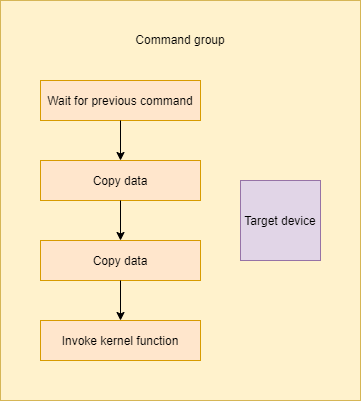 Command group
Wait for previous command
Copy data
Copy data
Target device
Invoke kernel function